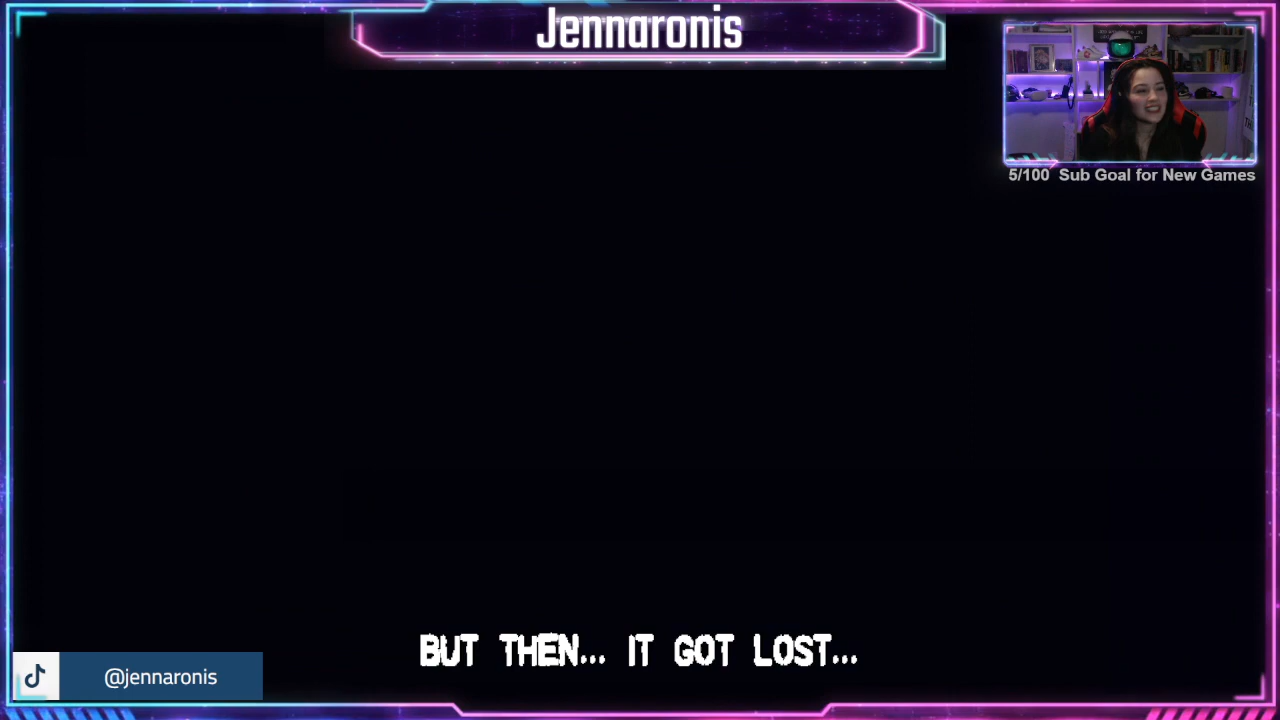 Jennaronis
5/100 Sub Goal for New Games
BUT THEN... IT GOT LOST...
@jennaronis